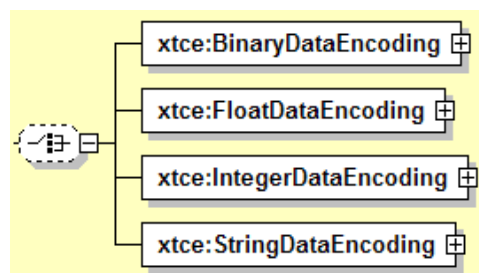 xtce:BinaryDataEncoding
xtce:FloatDataEncoding
xtce:IntegerDataEncoding
xtce:StringDataEncoding